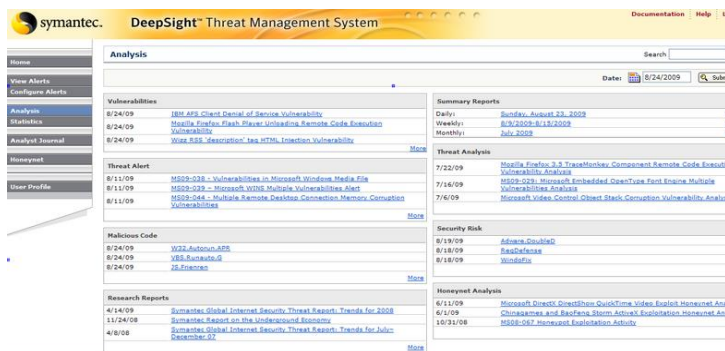 symantec.
DeepSight™ Threat Management System
Documentation Help
Home
View Alerts
Configure Alerts
Analysis
Statistics
Analyst Journal
Honeynet
User Profile
Analysis
Search
Date: 8/24/2009
Vulnerabilities
8/24/09 IBM AFS Client Denial of Service Vulnerability
8/24/09 Mozilla Firefox Flash Player Unloading Remote Code Execution
Vulnerability
8/24/09 Wizz RSS 'description' tag HTML Injection Vulnerability
More
Threat Alert
8/11/09 MS09-038 - Vulnerabilities in Microsoft Windows Media File
8/11/09 MS09-039 - Microsoft WINS Multiple Vulnerabilities Alert
8/11/09 MS09-044 - Multiple Remote Desktop Connection Memory Corruption
Vulnerabilities
More
Malicious Code
8/24/09 W32.Autorun.APR
8/24/09 VBS.Runauto.G
8/24/09 JS.Frienren
More
Research Reports
4/14/09 Symantec Global Internet Security Threat Report: Trends for 2008
11/24/08 Symantec Report on the Underground Economy
4/8/08 Symantec Global Internet Security Threat Report: Trends for July-
December 07
More
Summary Reports
Daily: Sunday, August 23, 2009
Weekly: 8/9/2009-8/15/2009
Monthly: July 2009
Threat Analysis
7/22/09 Mozilla Firefox 3.5 TraceMonkey Component Remote Code Executi
Vulnerability Analysis
7/16/09 MS09-029: Microsoft Embedded OpenType Font Engine Multiple
Vulnerabilities Analysis
7/6/09 Microsoft Video Control Object Stack Corruption Vulnerability Analy
Security Risk
8/19/09 Adware.DoubleD
8/18/09 RegDefense
8/18/09 WindoFix
Honeynet Analysis
6/11/09 Microsoft DirectX DirectShow QuickTime Video Exploit Honeynet Ana
6/1/09 Chinagames and BaoFeng Storm ActiveX Exploitation Honeynet An
10/31/08 MS08-067 Honeypot Exploitation Activity